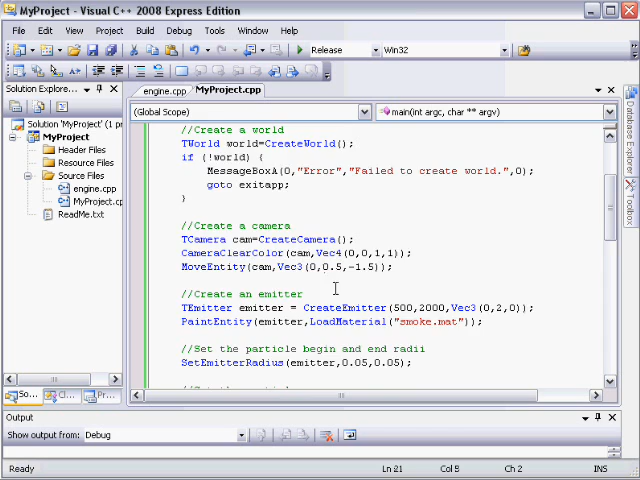 MyProject - Visual C++ 2008 Express Edition
File Edit View Project Build Debug Tools Window Help
Release Win32
Solution Explore...
engine.cpp MyProject.cpp
(Global Scope) main(int argc, char ** argv)
Solution 'MyProject' (1 p
MyProject
Header Files
Resource Files
Source Files
engine.cpp
MyProject.cp
ReadMe.txt
//Create a world
TWorld world=CreateWorld();
if (!world) {
MessageBoxA(0,"Error","Failed to create world.",0);
goto exitapp;
}
//Create a camera
TCamera cam=CreateCamera();
CameraClearColor(cam,Vec4(0,0,1,1));
MoveEntity(cam,Vec3(0,0.5,-1.5));
//Create an emitter
TEmitter emitter = CreateEmitter(500,2000,Vec3(0,2,0));
PaintEntity(emitter,LoadMaterial("smoke.mat"));
//Set the particle begin and end radii
SetEmitterRadius(emitter,0.05,0.05);
Database Explorer
Toolbox
So... Cl... Pr...
Output
Show output from: Debug
Ready Ln 21 Col 5 Ch 2 INS